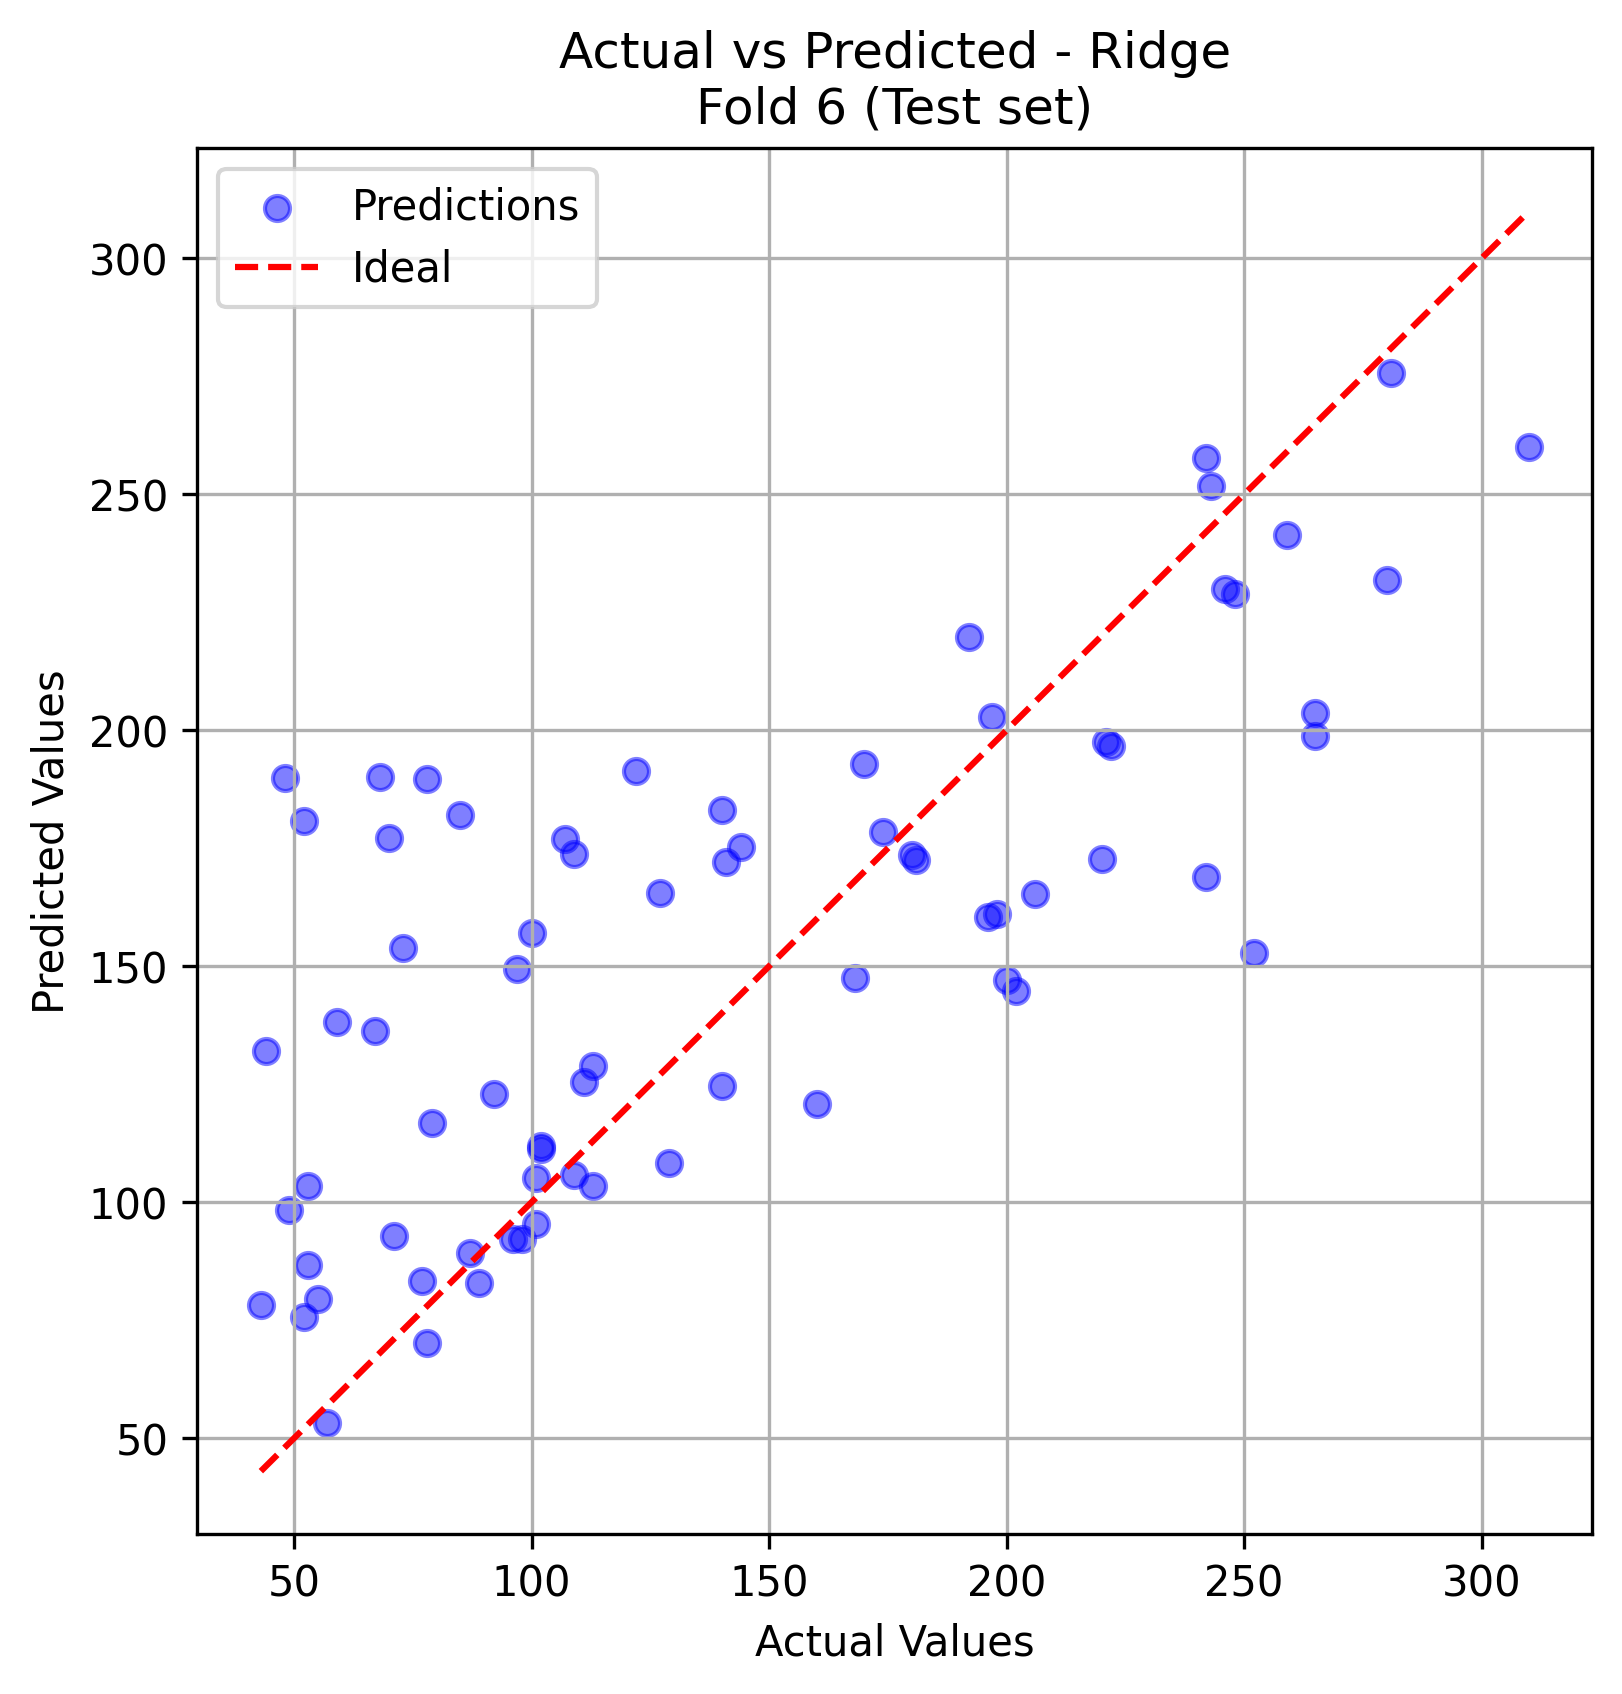 Actual vs Predicted - Ridge
Fold 6 (Test set)
Predictions
Ideal
300
250
200
150
100
50
Predicted Values
50 100 150 200 250 300
Actual Values